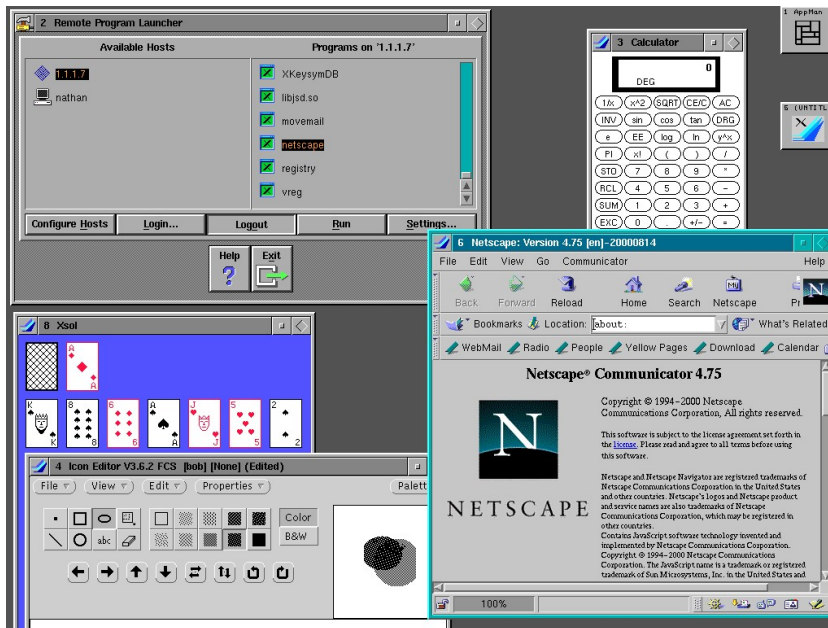 2 Remote Program Launcher
Available Hosts
Programs on '1.1.1.7'
1.1.1.7
nathan
XKeysymDB
libjsd.so
movemail
netscape
registry
vreg
Configure Hosts
Login...
Logout
Run
Settings...
Help
?
Exit
1 AppMan
3 Calculator
0
DEG
1/x x^2 SQRT CE/C AC
INV sin cos tan DRG
e EE log ln y^x
PI x! ( ) /
STO 7 8 9 *
RCL 4 5 6 -
SUM 1 2 3 +
EXC 0 . +/- =
6 (UNTITL
8 Xsol
A
A
K 8 6 A J 5 2
K 8 6 A J 5 2
4 Icon Editor V3.6.2 FCS [bob] [None] (Edited)
File View Edit Properties Palett
abc
Color
B&W
6 Netscape: Version 4.75 [en]-20000814
File Edit View Go Communicator Help
My
N
Back Forward Reload Home Search Netscape Pr
Bookmarks Location: about: What's Related
WebMail Radio People Yellow Pages Download Calendar
Netscape® Communicator 4.75
N
NETSCAPE
Copyright © 1994-2000 Netscape
Communications Corporation, All rights reserved.
This software is subject to the license agreement set forth in
the license. Please read and agree to all terms before using
this software.
Netscape and Netscape Navigator are registered trademarks of
Netscape Communications Corporation in the United States
and other countries. Netscape's logos and Netscape product
and service names are also trademarks of Netscape
Communications Corporation, which may be registered in
other countries.
Contains JavaScript software technology invented and
implemented by Netscape Communications Corporation.
Copyright © 1994-2000 Netscape Communications
Corporation. The JavaScript name is a trademark or registered
trademark of Sun Microsystems, Inc. in the United States and
100%